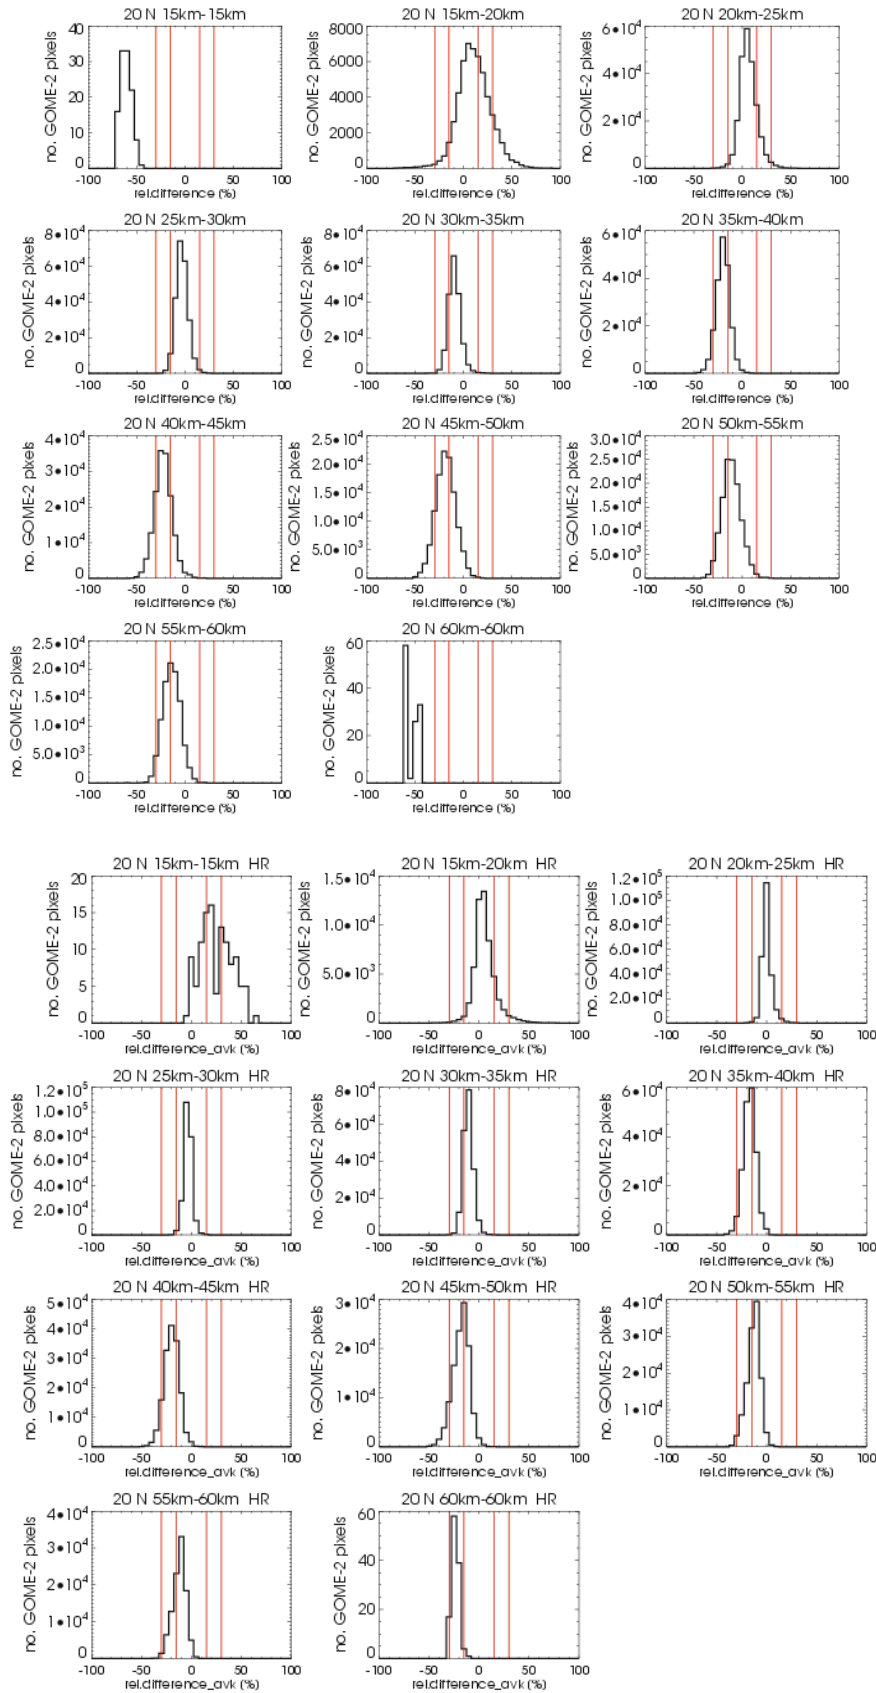 20 N 15km-15km
20 N 15km-20km
20 N 20km-25km
no. GOME-2 pixels
40
30
20
10
0
-100 -50 0 50 100
rel.difference (%)
no. GOME-2 pixels
8000
6000
4000
2000
0
-100 -50 0 50 100
rel.difference (%)
no. GOME-2 pixels
6•10⁴
4•10⁴
2•10⁴
0
-100 -50 0 50 100
rel.difference (%)
20 N 25km-30km
20 N 30km-35km
20 N 35km-40km
no. GOME-2 pixels
8•10⁴
6•10⁴
4•10⁴
2•10⁴
0
-100 -50 0 50 100
rel.difference (%)
no. GOME-2 pixels
8•10⁴
6•10⁴
4•10⁴
2•10⁴
0
-100 -50 0 50 100
rel.difference (%)
no. GOME-2 pixels
6•10⁴
4•10⁴
2•10⁴
0
-100 -50 0 50 100
rel.difference (%)
20 N 40km-45km
20 N 45km-50km
20 N 50km-55km
no. GOME-2 pixels
4•10⁴
3•10⁴
2•10⁴
1•10⁴
0
-100 -50 0 50 100
rel.difference (%)
no. GOME-2 pixels
2.5•10⁴
2.0•10⁴
1.5•10⁴
1.0•10⁴
5.0•10³
0
-100 -50 0 50 100
rel.difference (%)
no. GOME-2 pixels
3.0•10⁴
2.5•10⁴
2.0•10⁴
1.5•10⁴
1.0•10⁴
5.0•10³
0
-100 -50 0 50 100
rel.difference (%)
20 N 55km-60km
20 N 60km-60km
no. GOME-2 pixels
2.5•10⁴
2.0•10⁴
1.5•10⁴
1.0•10⁴
5.0•10³
0
-100 -50 0 50 100
rel.difference (%)
no. GOME-2 pixels
60
40
20
0
-100 -50 0 50 100
rel.difference (%)
20 N 15km-15km HR
20 N 15km-20km HR
20 N 20km-25km HR
no. GOME-2 pixels
20
15
10
5
0
-100 -50 0 50 100
rel.difference_avk (%)
no. GOME-2 pixels
1.5•10⁴
1.0•10⁴
5.0•10³
0
-100 -50 0 50 100
rel.difference_avk (%)
no. GOME-2 pixels
1.2•10⁵
1.0•10⁵
8.0•10⁴
6.0•10⁴
4.0•10⁴
2.0•10⁴
0
-100 -50 0 50 100
rel.difference_avk (%)
20 N 25km-30km HR
20 N 30km-35km HR
20 N 35km-40km HR
no. GOME-2 pixels
1.2•10⁵
1.0•10⁵
8.0•10⁴
6.0•10⁴
4.0•10⁴
2.0•10⁴
0
-100 -50 0 50 100
rel.difference_avk (%)
no. GOME-2 pixels
8•10⁴
6•10⁴
4•10⁴
2•10⁴
0
-100 -50 0 50 100
rel.difference_avk (%)
no. GOME-2 pixels
6•10⁴
4•10⁴
2•10⁴
0
-100 -50 0 50 100
rel.difference_avk (%)
20 N 40km-45km HR
20 N 45km-50km HR
20 N 50km-55km HR
no. GOME-2 pixels
5•10⁴
4•10⁴
3•10⁴
2•10⁴
1•10⁴
0
-100 -50 0 50 100
rel.difference_avk (%)
no. GOME-2 pixels
3•10⁴
2•10⁴
1•10⁴
0
-100 -50 0 50 100
rel.difference_avk (%)
no. GOME-2 pixels
4•10⁴
3•10⁴
2•10⁴
1•10⁴
0
-100 -50 0 50 100
rel.difference_avk (%)
20 N 55km-60km HR
20 N 60km-60km HR
no. GOME-2 pixels
4•10⁴
3•10⁴
2•10⁴
1•10⁴
0
-100 -50 0 50 100
rel.difference_avk (%)
no. GOME-2 pixels
60
40
20
0
-100 -50 0 50 100
rel.difference_avk (%)